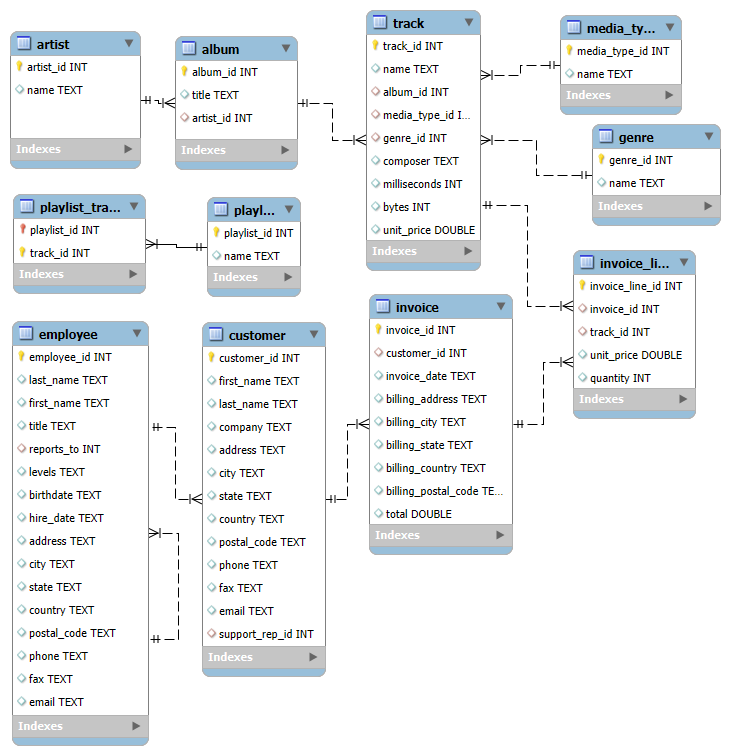 artist
artist_id INT
name TEXT
Indexes
album
album_id INT
title TEXT
artist_id INT
Indexes
track
track_id INT
name TEXT
album_id INT
media_type_id I...
genre_id INT
composer TEXT
milliseconds INT
bytes INT
unit_price DOUBLE
Indexes
media_ty...
media_type_id INT
name TEXT
Indexes
genre
genre_id INT
name TEXT
Indexes
playlist_tra...
playlist_id INT
track_id INT
Indexes
playl...
playlist_id INT
name TEXT
Indexes
invoice_li...
invoice_line_id INT
invoice_id INT
track_id INT
unit_price DOUBLE
quantity INT
Indexes
employee
employee_id INT
last_name TEXT
first_name TEXT
title TEXT
reports_to INT
levels TEXT
birthdate TEXT
hire_date TEXT
address TEXT
city TEXT
state TEXT
country TEXT
postal_code TEXT
phone TEXT
fax TEXT
email TEXT
Indexes
customer
customer_id INT
first_name TEXT
last_name TEXT
company TEXT
address TEXT
city TEXT
state TEXT
country TEXT
postal_code TEXT
phone TEXT
fax TEXT
email TEXT
support_rep_id INT
Indexes
invoice
invoice_id INT
customer_id INT
invoice_date TEXT
billing_address TEXT
billing_city TEXT
billing_state TEXT
billing_country TEXT
billing_postal_code TE...
total DOUBLE
Indexes